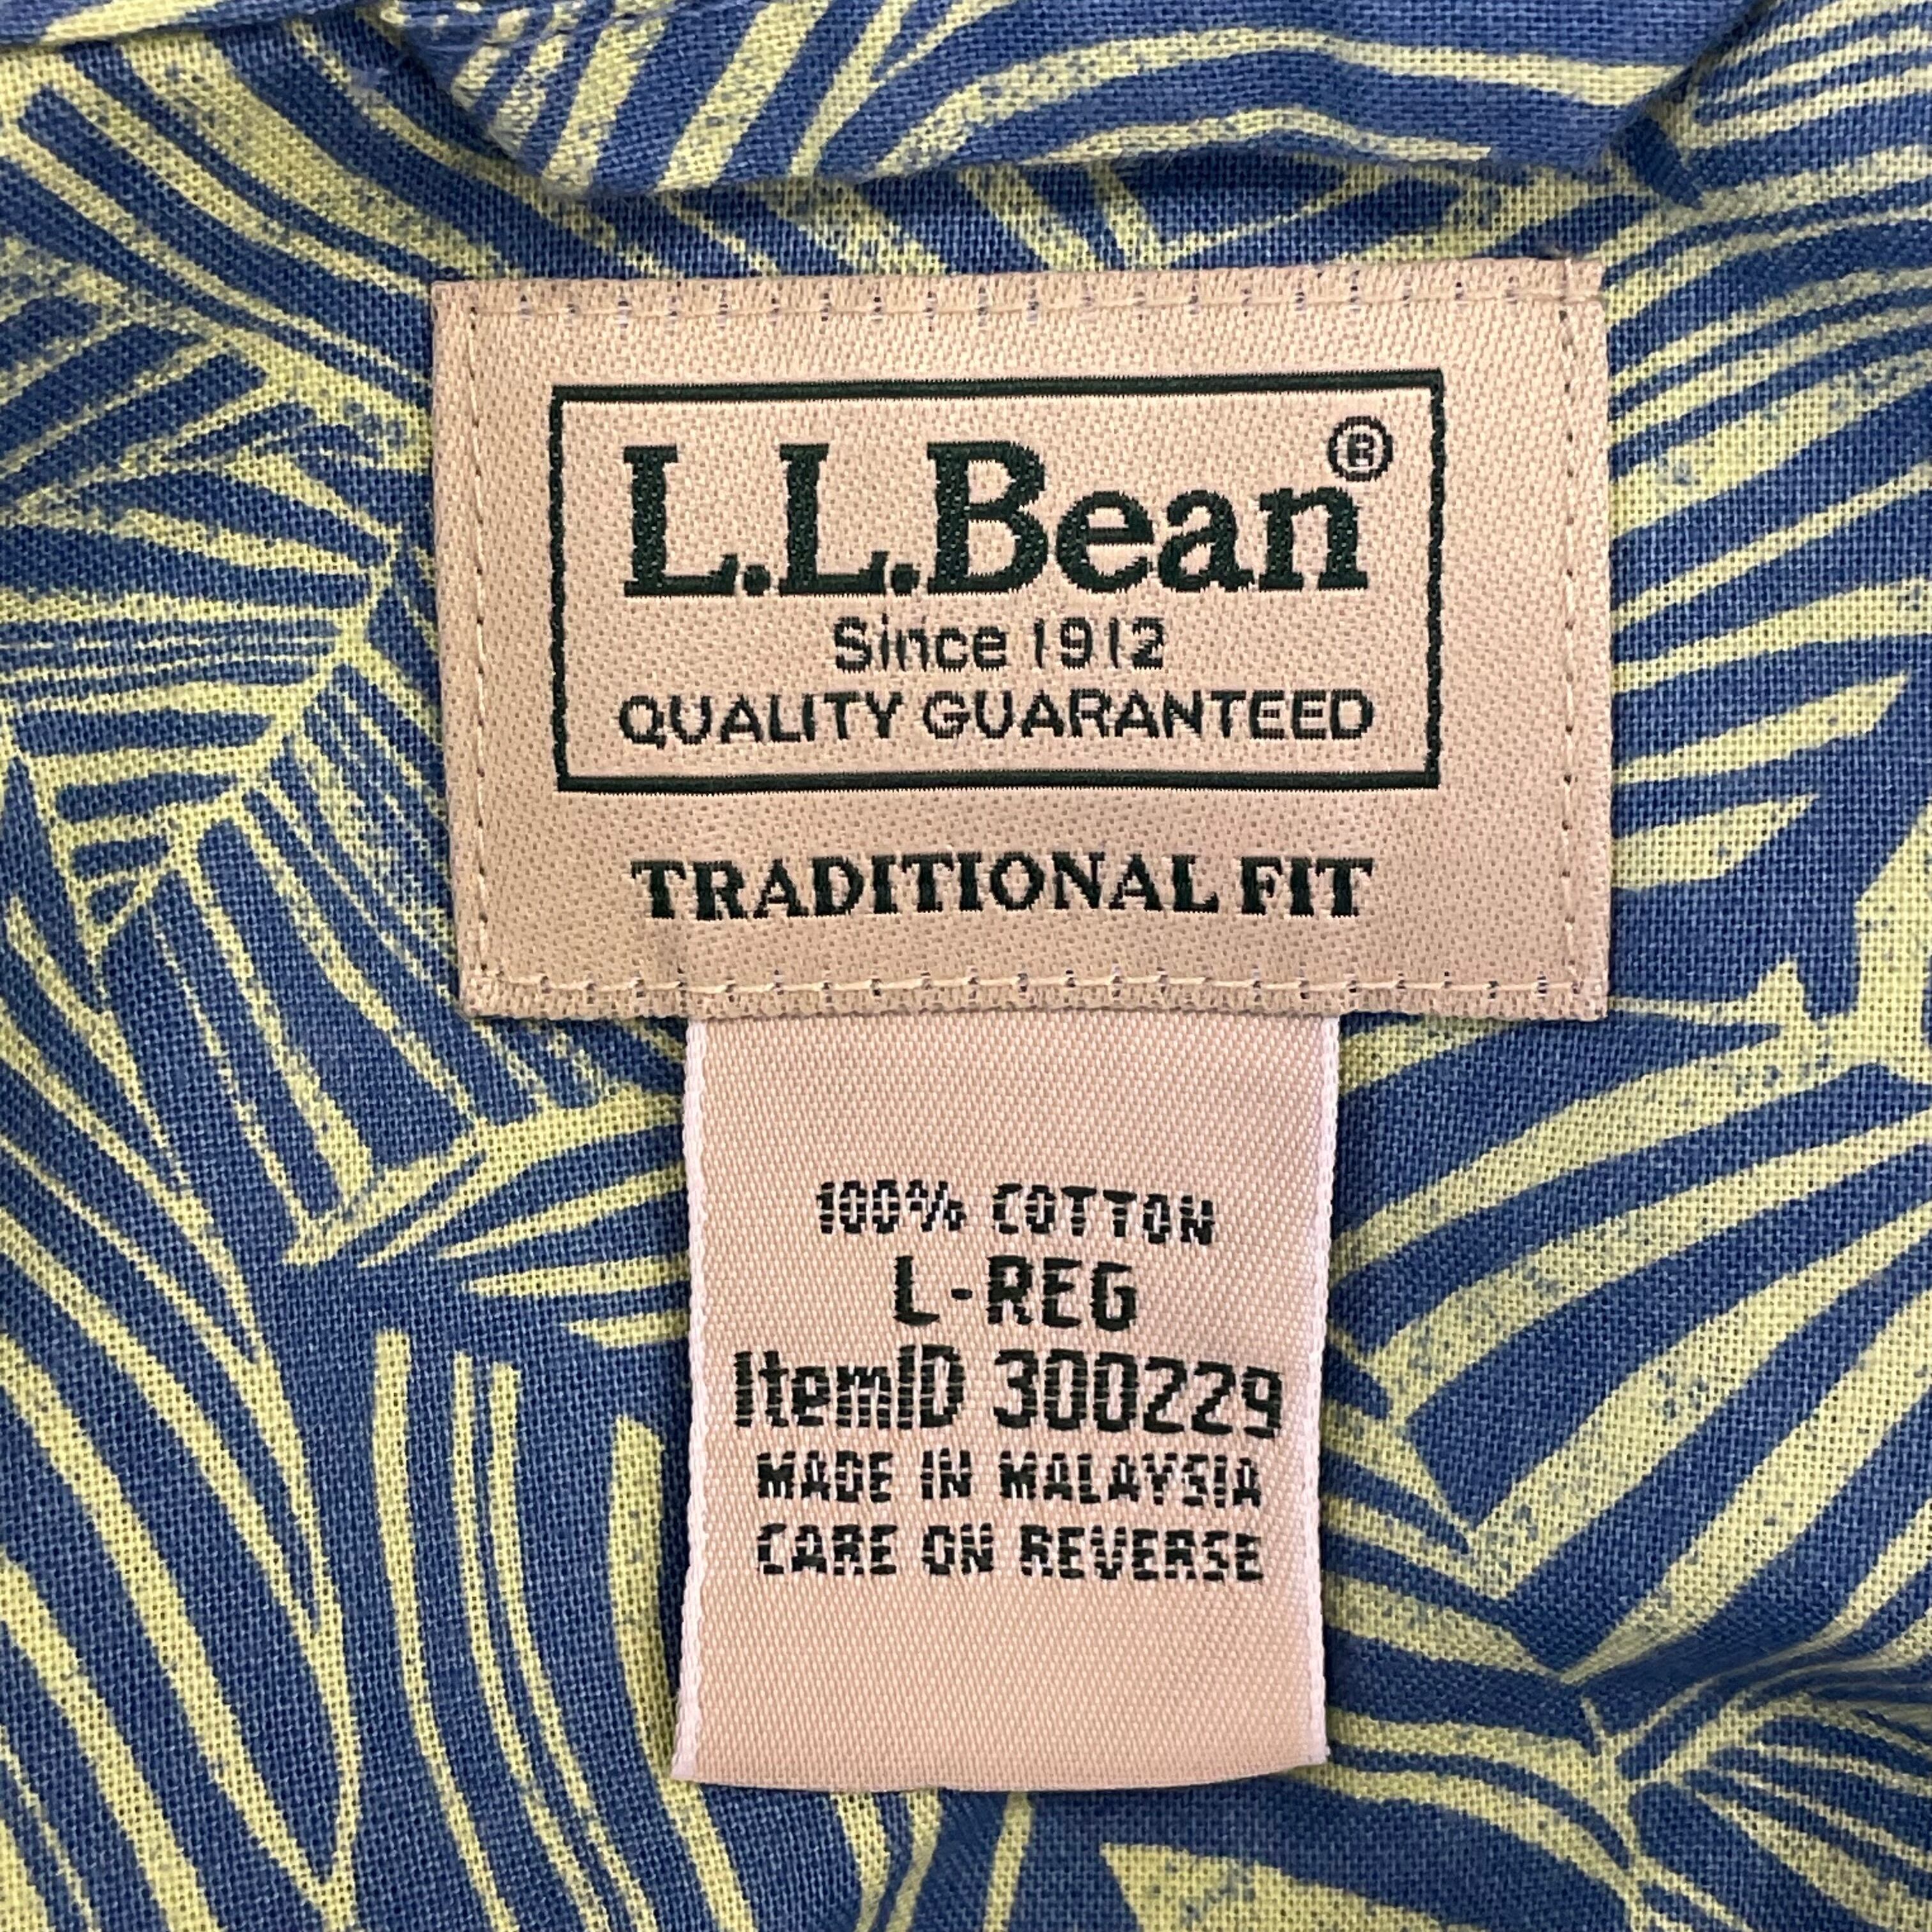 L.L.Bean®
Since 1912
QUALITY GUARANTEED
TRADITIONAL FIT
100% COTTON
L-REG
ItemID 300229
MADE IN MALAYSIA
CARE ON REVERSE